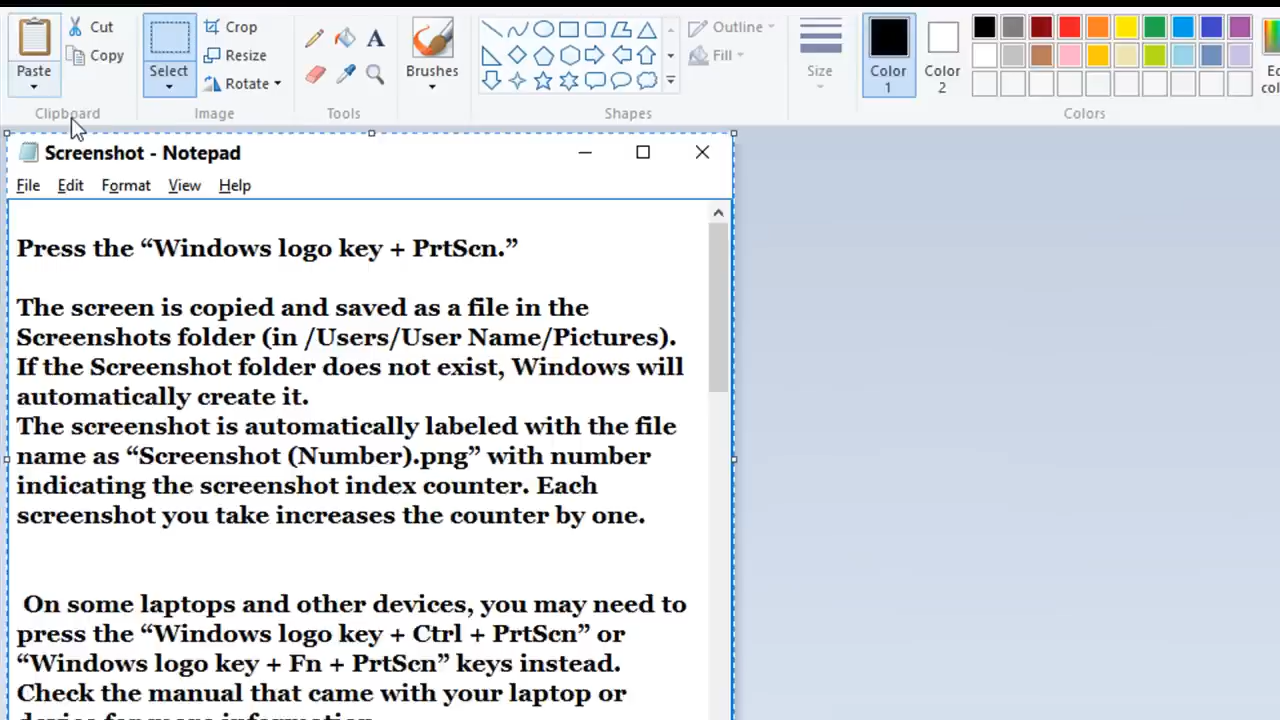 Paste
Cut
Copy
Clipboard
Select
Crop
Resize
Rotate
Image
A
Tools
Brushes
Outline
Fill
Shapes
Size
Color
1
Color
2
Colors
Screenshot - Notepad
File Edit Format View Help
Press the “Windows logo key + PrtScn.”
The screen is copied and saved as a file in the
Screenshots folder (in /Users/User Name/Pictures).
If the Screenshot folder does not exist, Windows will
automatically create it.
The screenshot is automatically labeled with the file
name as “Screenshot (Number).png” with number
indicating the screenshot index counter. Each
screenshot you take increases the counter by one.
On some laptops and other devices, you may need to
press the “Windows logo key + Ctrl + PrtScn” or
“Windows logo key + Fn + PrtScn” keys instead.
Check the manual that came with your laptop or
device for more information.